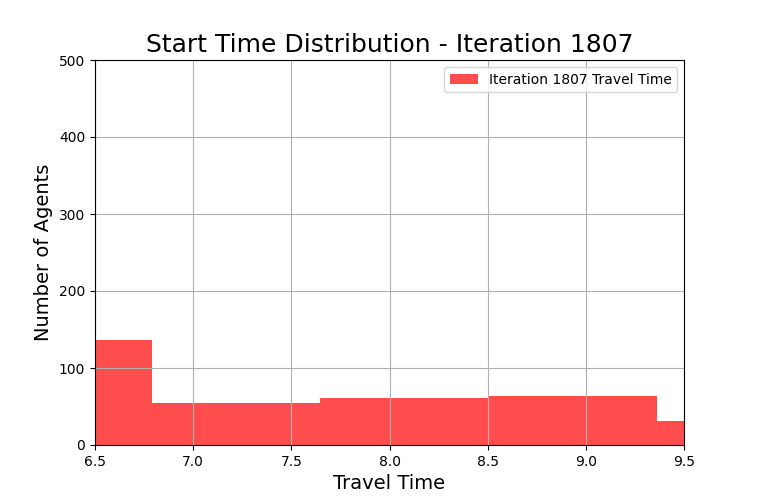 Start Time Distribution - Iteration 1807
Iteration 1807 Travel Time
Number of Agents
500
400
300
200
100
0
6.5 7.0 7.5 8.0 8.5 9.0 9.5
Travel Time